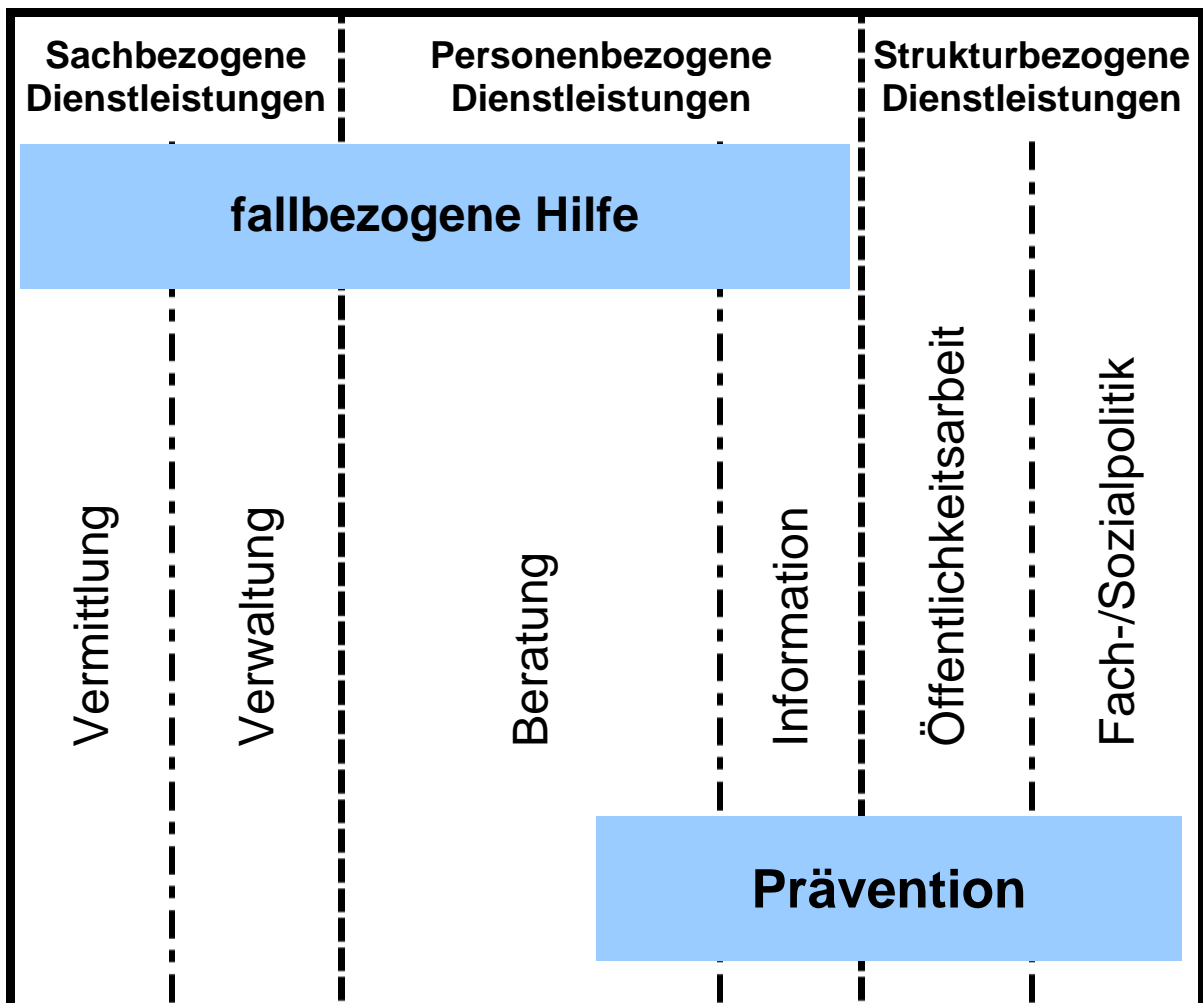 Sachbezogene
Dienstleistungen
Personenbezogene
Dienstleistungen
Strukturbezogene
Dienstleistungen
fallbezogene Hilfe
Vermittlung
Verwaltung
Beratung
Information
Öffentlichkeitsarbeit
Fach-/Sozialpolitik
Prävention